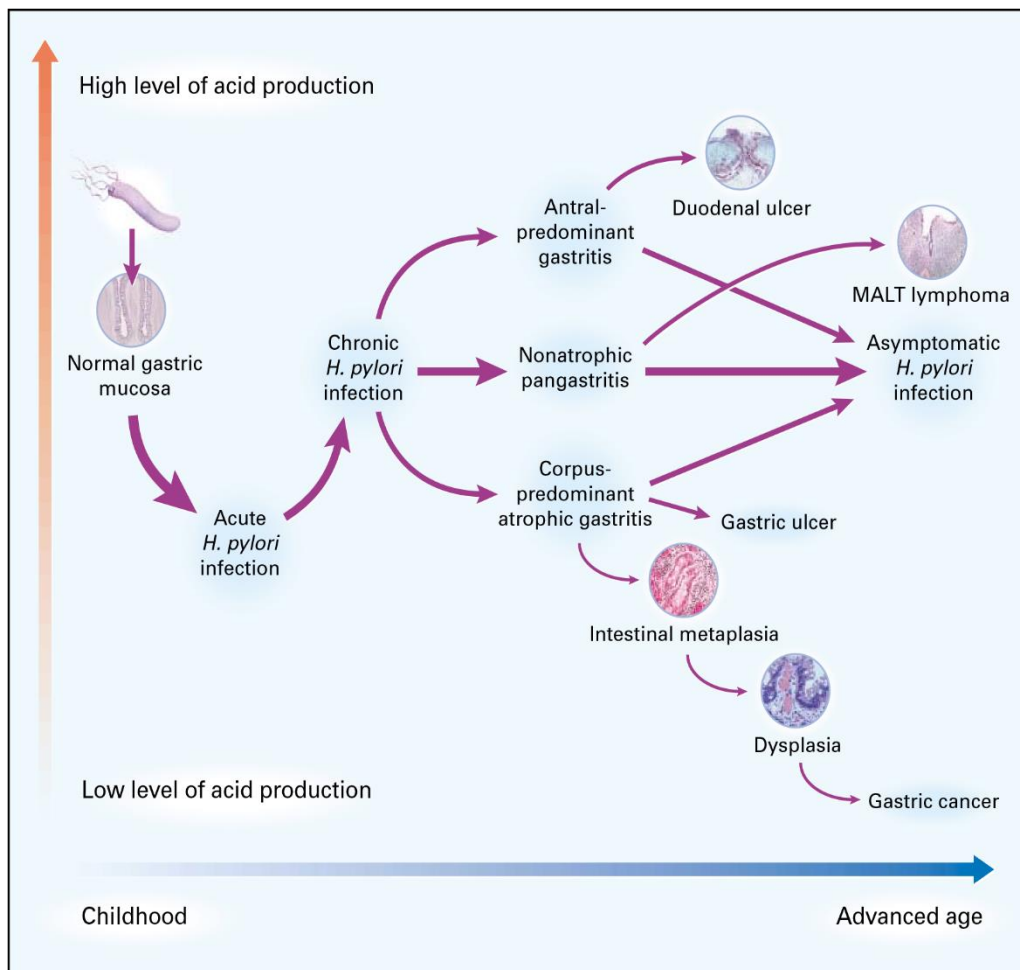 High level of acid production
Duodenal ulcer
Antral-
predominant
gastritis
MALT lymphoma
Normal gastric
mucosa
Chronic
H. pylori
infection
Nonatrophic
pangastritis
Asymptomatic
H. pylori
infection
Acute
H. pylori
infection
Corpus-
predominant
atrophic gastritis
Gastric ulcer
Intestinal metaplasia
Dysplasia
Low level of acid production
Gastric cancer
Childhood
Advanced age